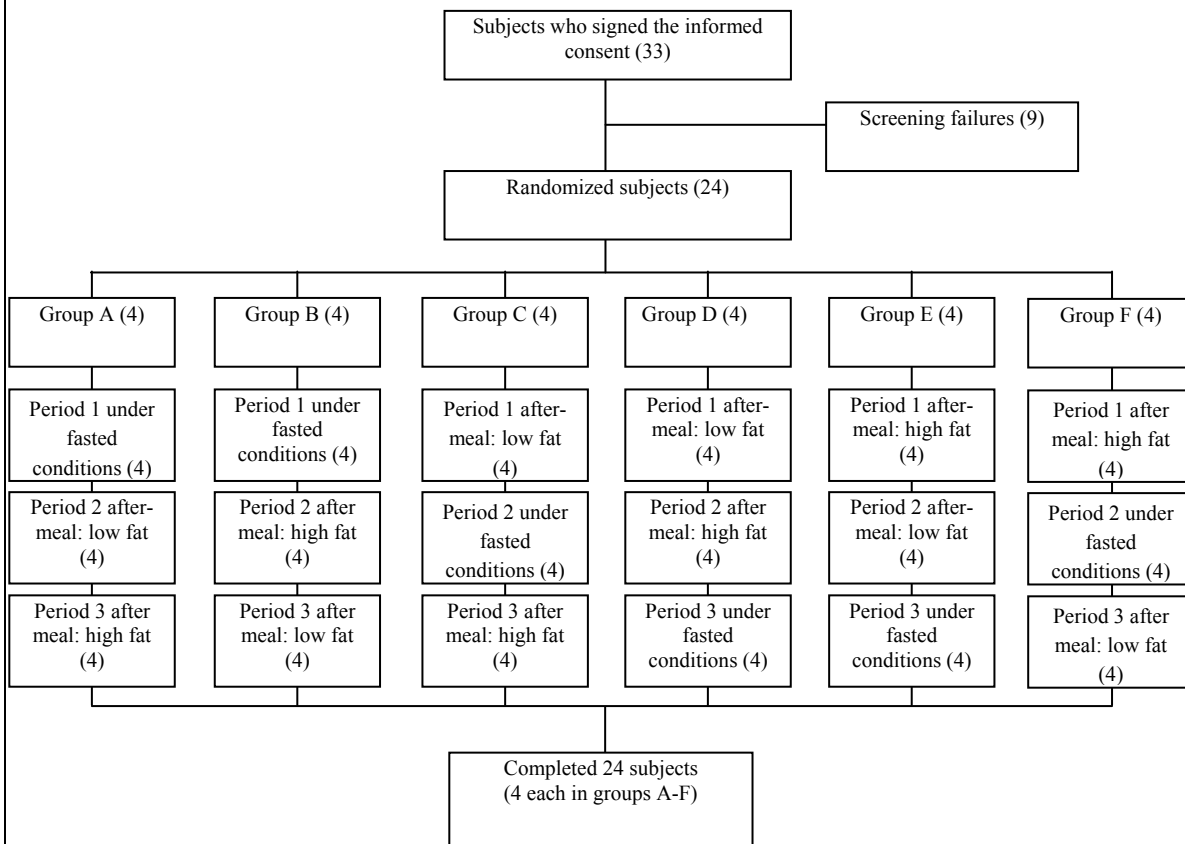 Subjects who signed the informed
consent (33)
Screening failures (9)
Randomized subjects (24)
Group A (4)
Group B (4)
Group C (4)
Group D (4)
Group E (4)
Group F (4)
Period 1 under
fasted
conditions (4)
Period 1 under
fasted
conditions (4)
Period 1 after-
meal: low fat
(4)
Period 1 after-
meal: low fat
(4)
Period 1 after-
meal: high fat
(4)
Period 1 after
meal: high fat
(4)
Period 2 after-
meal: low fat
(4)
Period 2 after
meal: high fat
(4)
Period 2 under
fasted
conditions (4)
Period 2 after
meal: high fat
(4)
Period 2 after-
meal: low fat
(4)
Period 2 under
fasted
conditions (4)
Period 3 after
meal: high fat
(4)
Period 3 after
meal: low fat
(4)
Period 3 after
meal: high fat
(4)
Period 3 under
fasted
conditions (4)
Period 3 under
fasted
conditions (4)
Period 3 after
meal: low fat
(4)
Completed 24 subjects
(4 each in groups A-F)